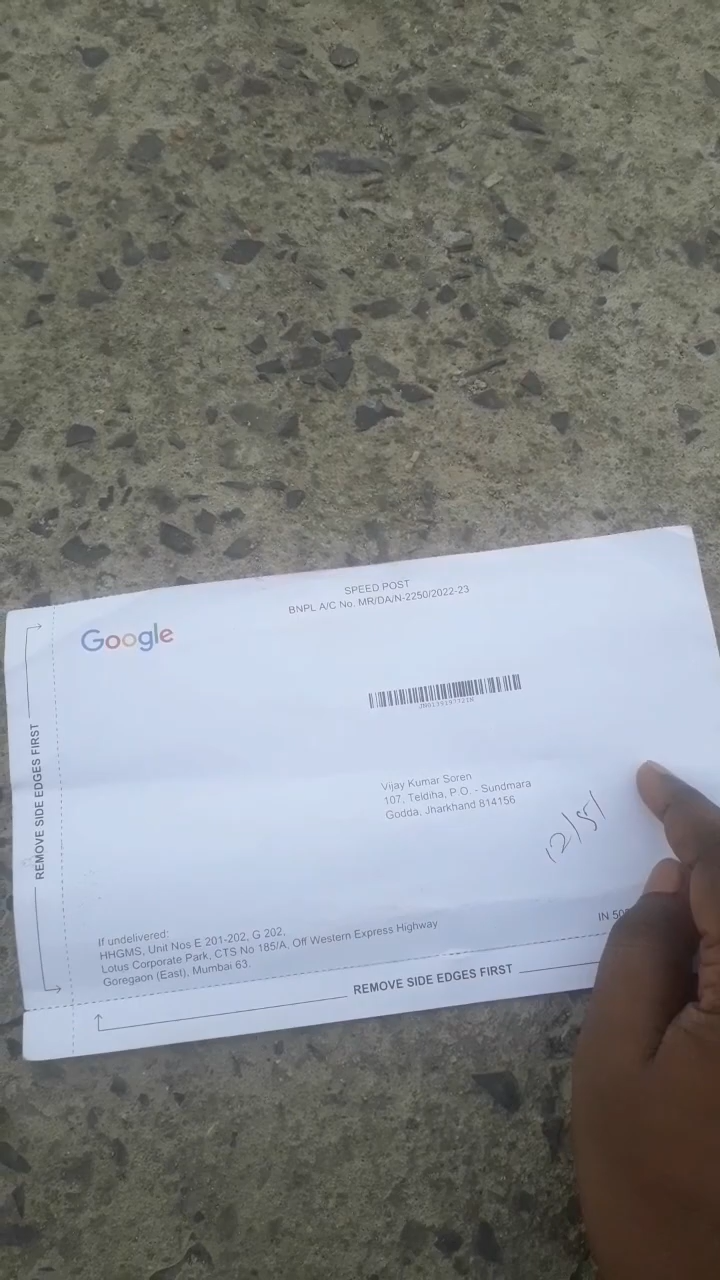 SPEED POST
BNPL A/C No. MR/DA/N-2250/2022-23
Google
REMOVE SIDE EDGES FIRST
Vijay Kumar Soren
107, Teldiha, P.O. - Sundmara
Godda, Jharkhand 814156
12/5/
If undelivered:
HHGMS, Unit Nos E 201-202, G 202,
Lotus Corporate Park, CTS No 185/A, Off Western Express Highway
Goregaon (East), Mumbai 63.
IN 50
REMOVE SIDE EDGES FIRST